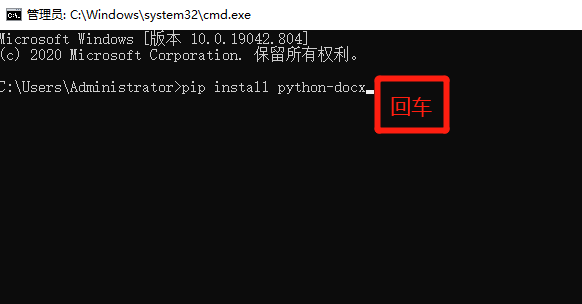 管理员: C:\Windows\system32\cmd.exe
Microsoft Windows [版本 10.0.19042.804]
(c) 2020 Microsoft Corporation. 保留所有权利。
C:\Users\Administrator>pip install python-docx
回车